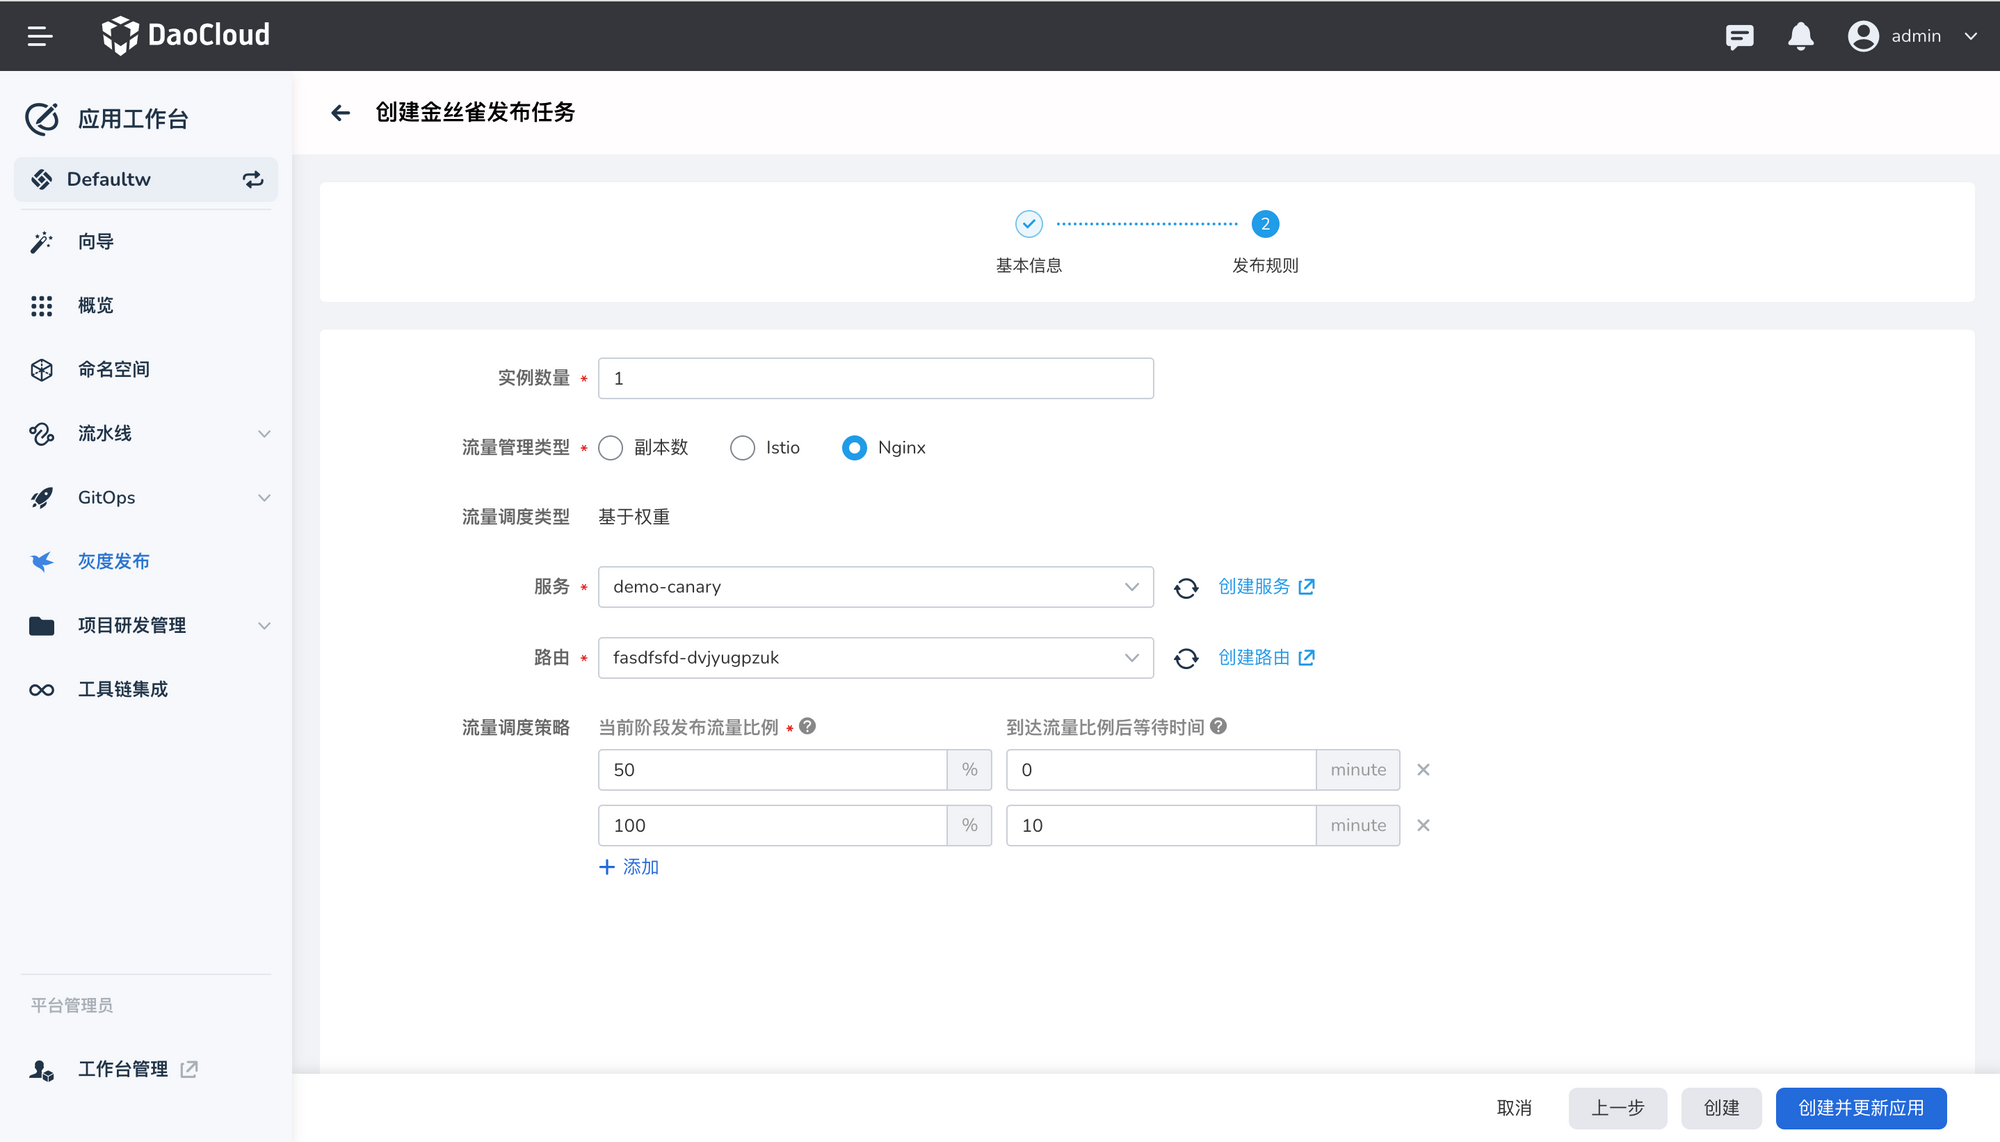 DaoCloud
admin
应用工作台
Defaultw
向导
概览
命名空间
流水线
GitOps
灰度发布
项目研发管理
工具链集成
平台管理员
工作台管理
创建金丝雀发布任务
2
基本信息
发布规则
实例数量 * 1
流量管理类型 * 副本数 Istio Nginx
流量调度类型 基于权重
服务 * demo-canary 创建服务
路由 * fasdfsfd-dvjyugpzuk 创建路由
流量调度策略 当前阶段发布流量比例 * ? 到达流量比例后等待时间 ?
50 % 0 minute ×
100 % 10 minute ×
+ 添加
取消 上一步 创建 创建并更新应用